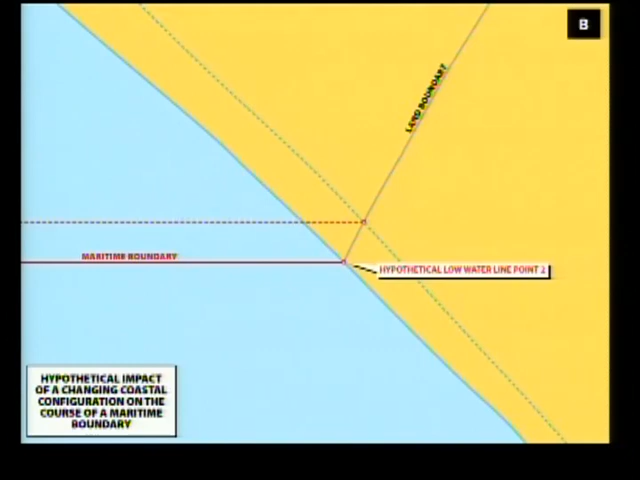 B
LAND BOUNDARY
MARITIME BOUNDARY
HYPOTHETICAL LOW WATER LINE POINT 2
HYPOTHETICAL IMPACT
OF A CHANGING COASTAL
CONFIGURATION ON THE
COURSE OF A MARITIME
BOUNDARY